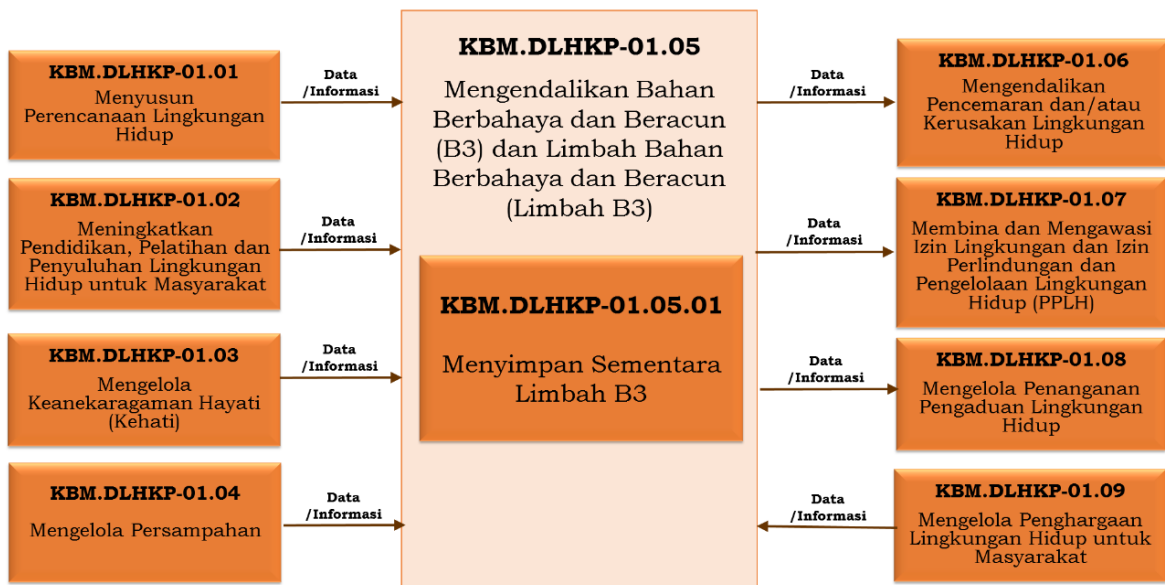 KBM.DLHKP-01.01
Menyusun
Perencanaan Lingkungan
Hidup
Data
/Informasi
KBM.DLHKP-01.02
Meningkatkan
Pendidikan, Pelatihan dan
Penyuluhan Lingkungan
Hidup untuk Masyarakat
Data
/Informasi
KBM.DLHKP-01.03
Mengelola
Keanekaragaman Hayati
(Kehati)
Data
/Informasi
KBM.DLHKP-01.04
Mengelola Persampahan
Data
/Informasi
KBM.DLHKP-01.05
Mengendalikan Bahan
Berbahaya dan Beracun
(B3) dan Limbah Bahan
Berbahaya dan Beracun
(Limbah B3)
KBM.DLHKP-01.05.01
Menyimpan Sementara
Limbah B3
Data
/Informasi
KBM.DLHKP-01.06
Mengendalikan
Pencemaran dan/atau
Kerusakan Lingkungan
Hidup
Data
/Informasi
KBM.DLHKP-01.07
Membina dan Mengawasi
Izin Lingkungan dan Izin
Perlindungan dan
Pengelolaan Lingkungan
Hidup (PPLH)
Data
/Informasi
KBM.DLHKP-01.08
Mengelola Penanganan
Pengaduan Lingkungan
Hidup
Data
/Informasi
KBM.DLHKP-01.09
Mengelola Penghargaan
Lingkungan Hidup untuk
Masyarakat